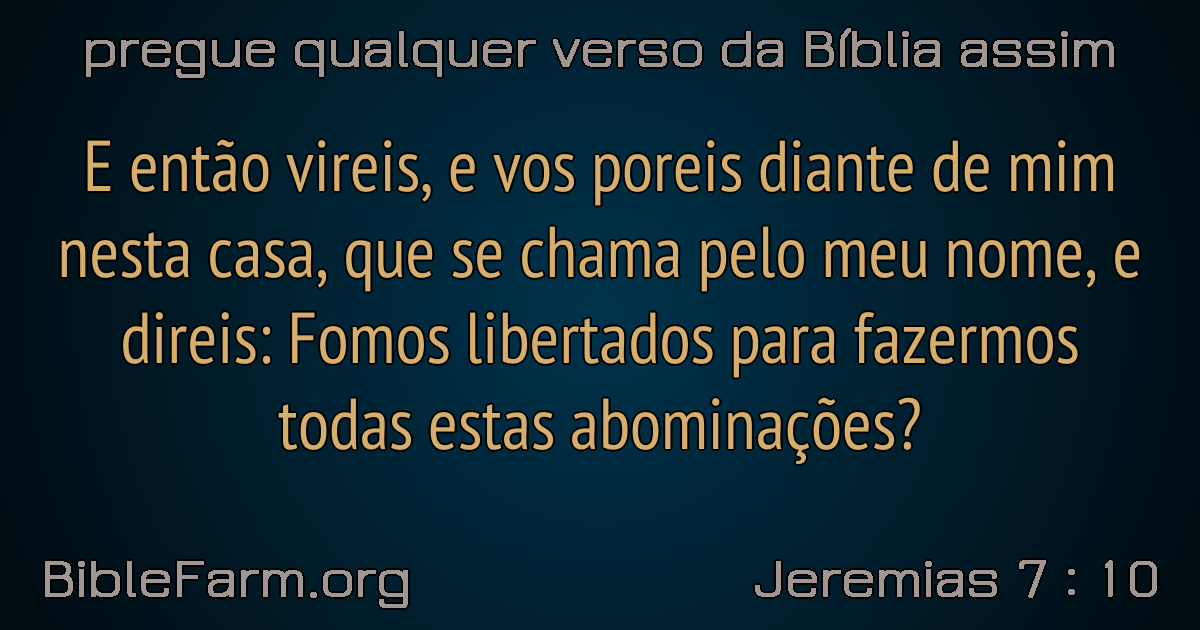 pregue qualquer verso da Bíblia assim
E então vireis, e vos poreis diante de mim
nesta casa, que se chama pelo meu nome, e
direis: Fomos libertados para fazermos
todas estas abominações?
BibleFarm.org
Jeremias 7 : 10